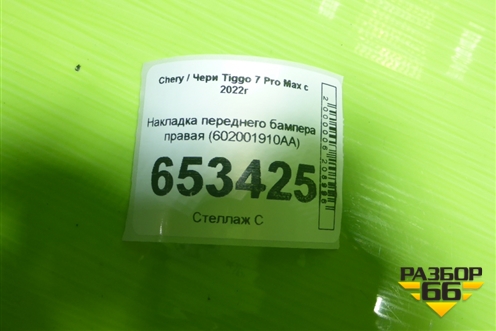 Chery / Чери Tiggo 7 Pro Max с
2022г
Накладка переднего бампера
правая (602001910AA)
653425
Стеллаж С
РАЗБОР
66